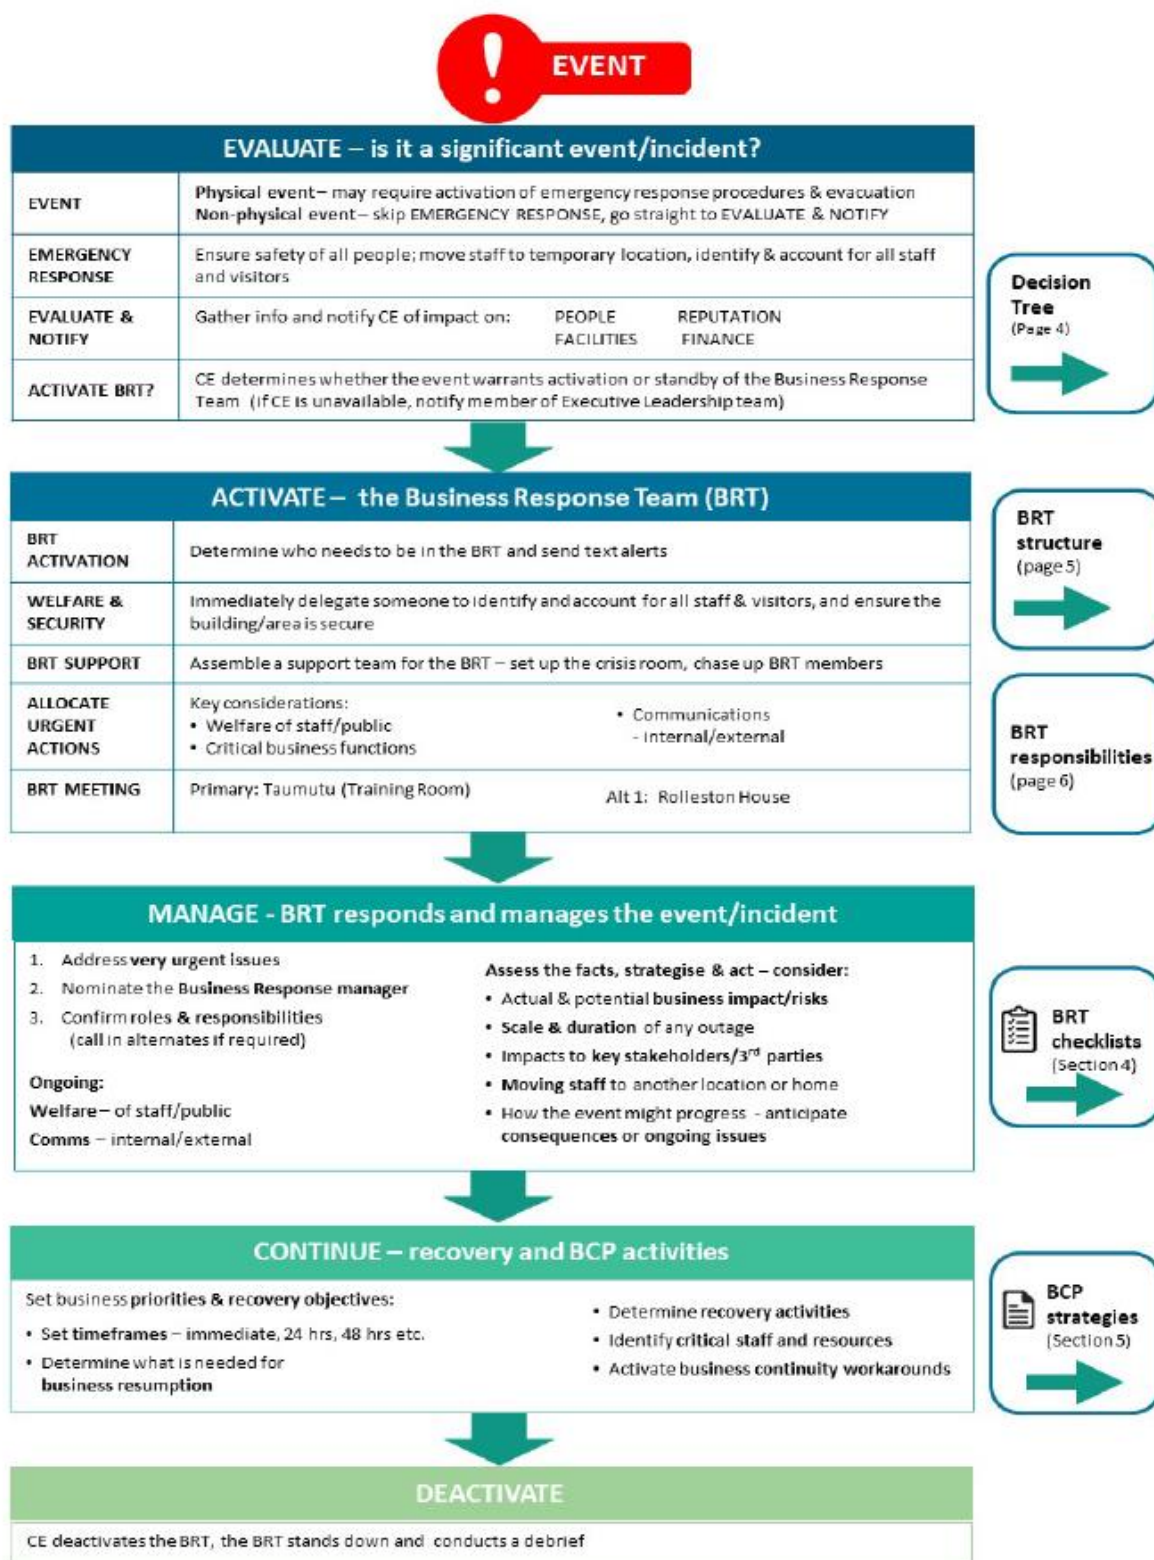 EVENT
EVALUATE – is it a significant event/incident?
EVENT
Physical event – may require activation of emergency response procedures & evacuation
Non-physical event – skip EMERGENCY RESPONSE, go straight to EVALUATE & NOTIFY
EMERGENCY
RESPONSE
Ensure safety of all people; move staff to temporary location, identify & account for all staff
and visitors
EVALUATE &
NOTIFY
Gather info and notify CE of impact on: PEOPLE REPUTATION
FACILITIES FINANCE
ACTIVATE BRT?
CE determines whether the event warrants activation or standby of the Business Response
Team (if CE is unavailable, notify member of Executive Leadership team)
Decision
Tree
(Page 4)
ACTIVATE – the Business Response Team (BRT)
BRT
ACTIVATION
Determine who needs to be in the BRT and send text alerts
WELFARE &
SECURITY
Immediately delegate someone to identify and account for all staff & visitors, and ensure the
building/area is secure
BRT SUPPORT
Assemble a support team for the BRT – set up the crisis room, chase up BRT members
ALLOCATE
URGENT
ACTIONS
Key considerations:
• Welfare of staff/public
• Critical business functions
• Communications
- internal/external
BRT MEETING
Primary: Taumutu (Training Room)
Alt 1: Rolleston House
BRT
structure
(page 5)
BRT
responsibilities
(page 6)
MANAGE - BRT responds and manages the event/incident
1. Address very urgent issues
2. Nominate the Business Response manager
3. Confirm roles & responsibilities
(call in alternates if required)
Ongoing:
Welfare – of staff/public
Comms – internal/external
Assess the facts, strategise & act – consider:
• Actual & potential business impact/risks
• Scale & duration of any outage
• Impacts to key stakeholders/3rd parties
• Moving staff to another location or home
• How the event might progress - anticipate
consequences or ongoing issues
BRT
checklists
(Section 4)
CONTINUE – recovery and BCP activities
Set business priorities & recovery objectives:
• Set timeframes – immediate, 24 hrs, 48 hrs etc.
• Determine what is needed for
business resumption
• Determine recovery activities
• Identify critical staff and resources
• Activate business continuity workarounds
BCP
strategies
(Section 5)
DEACTIVATE
CE deactivates the BRT, the BRT stands down and conducts a debrief